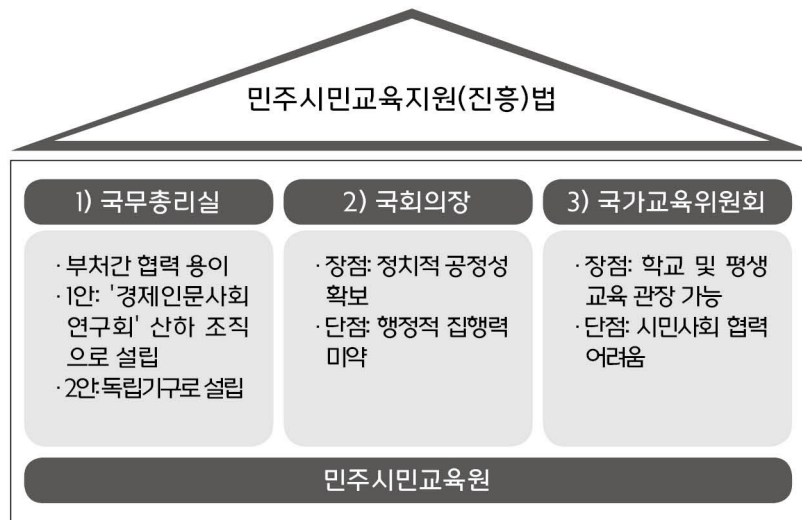 민주시민교육지원(진흥)법
1) 국무총리실
· 부처간 협력 용이
· 1안: '경제인문사회
연구회' 산하 조직
으로 설립
· 2안:독립기구로 설립
2) 국회의장
· 장점: 정치적 공정성
확보
· 단점: 행정적 집행력
미약
3) 국가교육위원회
· 장점: 학교 및 평생
교육 관장 가능
· 단점: 시민사회 협력
어려움
민주시민교육원